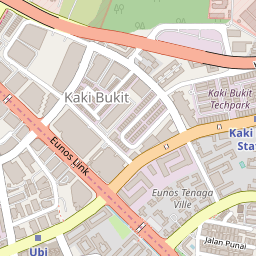 Kaki Bukit
Kaki Bukit
Techpark
Kaki
Sta
Eunos Link
Eunos Tenaga
Ville
Ubi
Jalan Punai